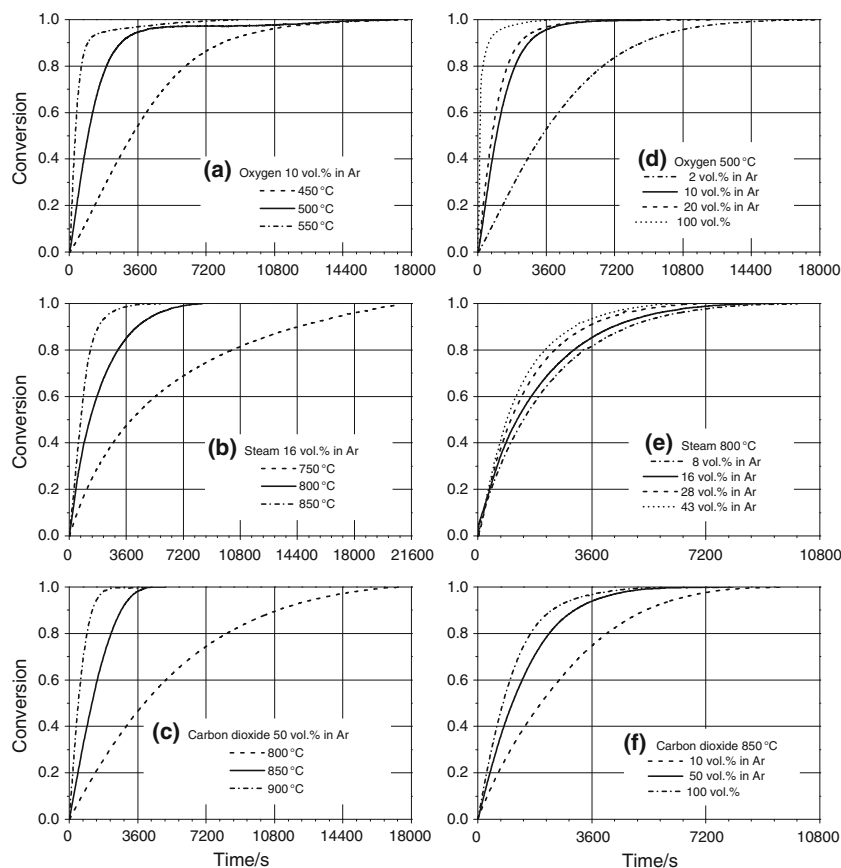 1.0
0.8
0.6
0.4
0.2
0.0
Conversion
(a)
Oxygen 10 vol.% in Ar
450°C
500°C
550°C
0 3600 7200 10800 14400 18000
1.0
0.8
0.6
0.4
0.2
0.0
(d)
Oxygen 500°C
2 vol.% in Ar
10 vol.% in Ar
20 vol.% in Ar
100 vol.%
0 3600 7200 10800 14400 18000
1.0
0.8
0.6
0.4
0.2
0.0
Conversion
(b)
Steam 16 vol.% in Ar
750°C
800°C
850°C
0 3600 7200 10800 14400 18000 21600
1.0
0.8
0.6
0.4
0.2
0.0
(e)
Steam 800°C
8 vol.% in Ar
16 vol.% in Ar
28 vol.% in Ar
43 vol.% in Ar
0 3600 7200 10800
1.0
0.8
0.6
0.4
0.2
0.0
Conversion
(c)
Carbon dioxide 50 vol.% in Ar
800°C
850°C
900°C
0 3600 7200 10800 14400 18000
Time/s
1.0
0.8
0.6
0.4
0.2
0.0
(f)
Carbon dioxide 850°C
10 vol.% in Ar
50 vol.% in Ar
100 vol.%
0 3600 7200 10800
Time/s